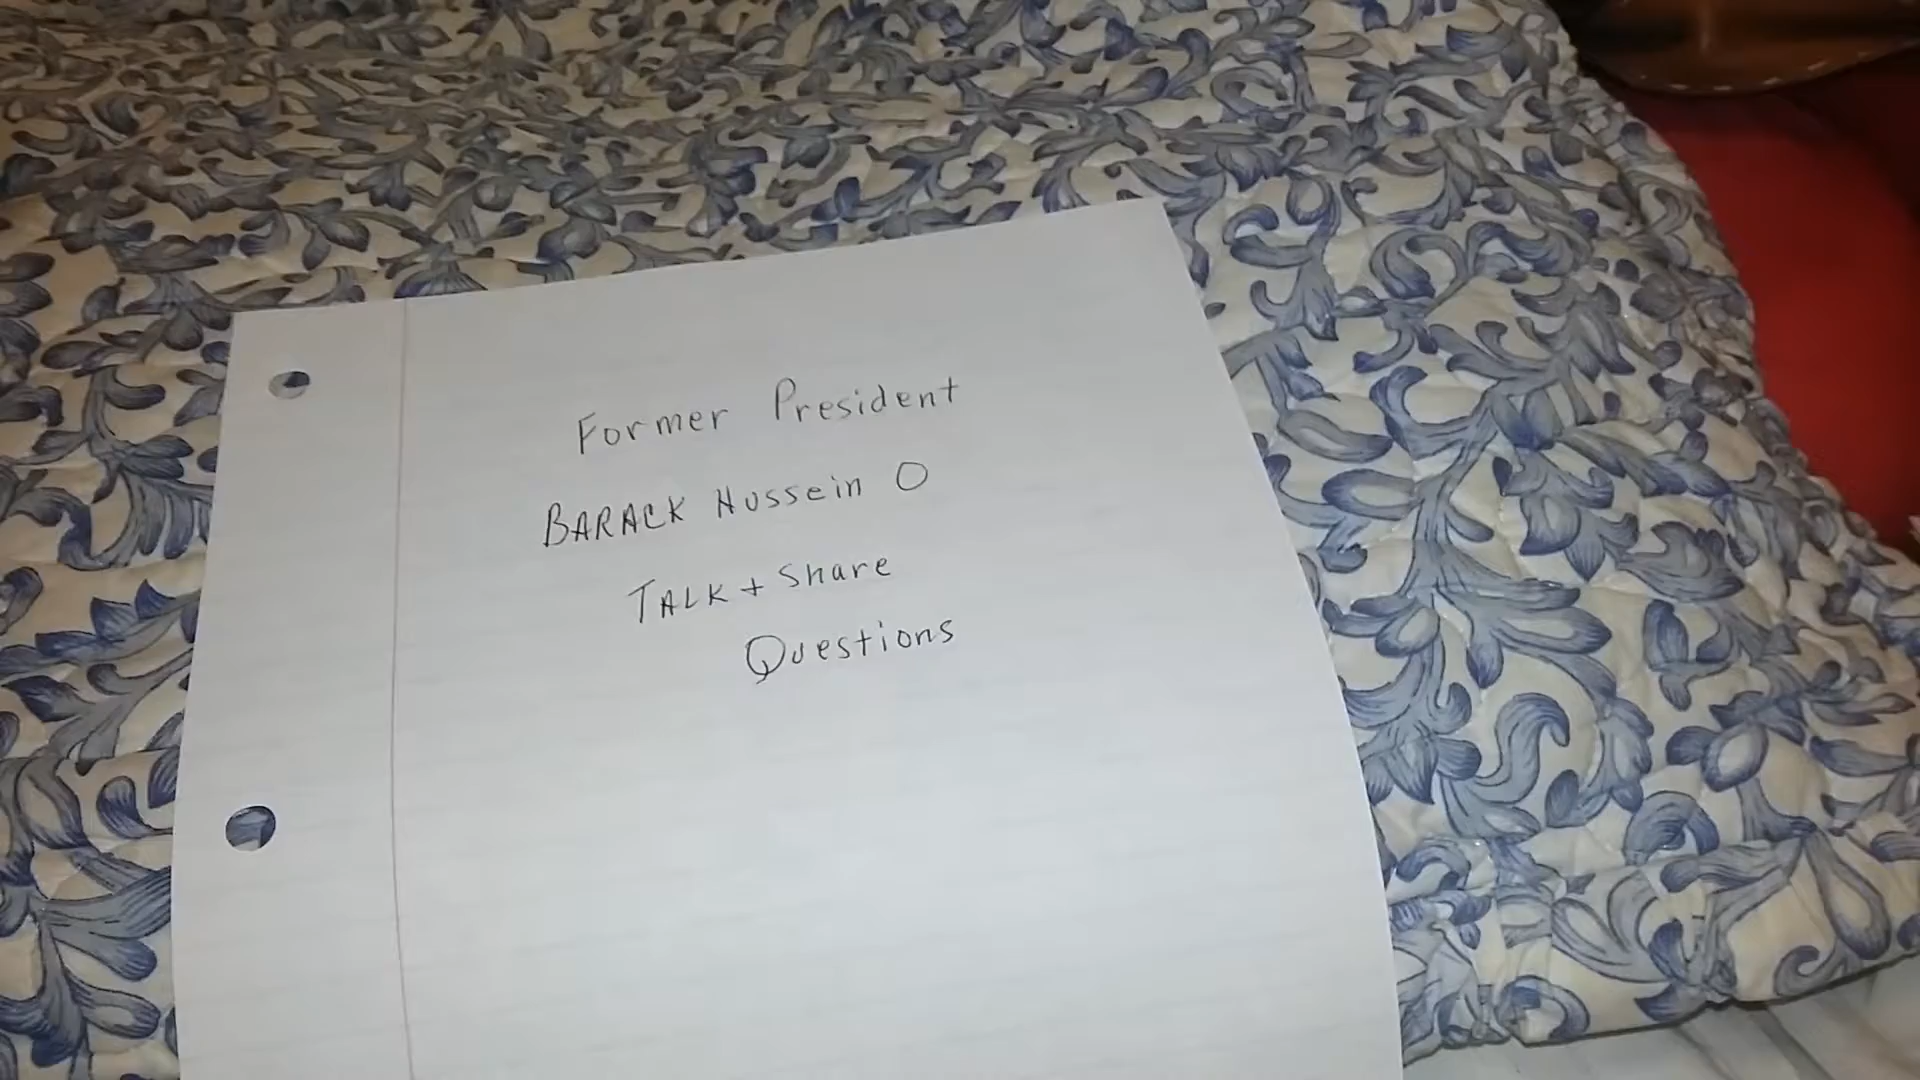 Former President
BARACK Hussein O
TALK + Share
Questions